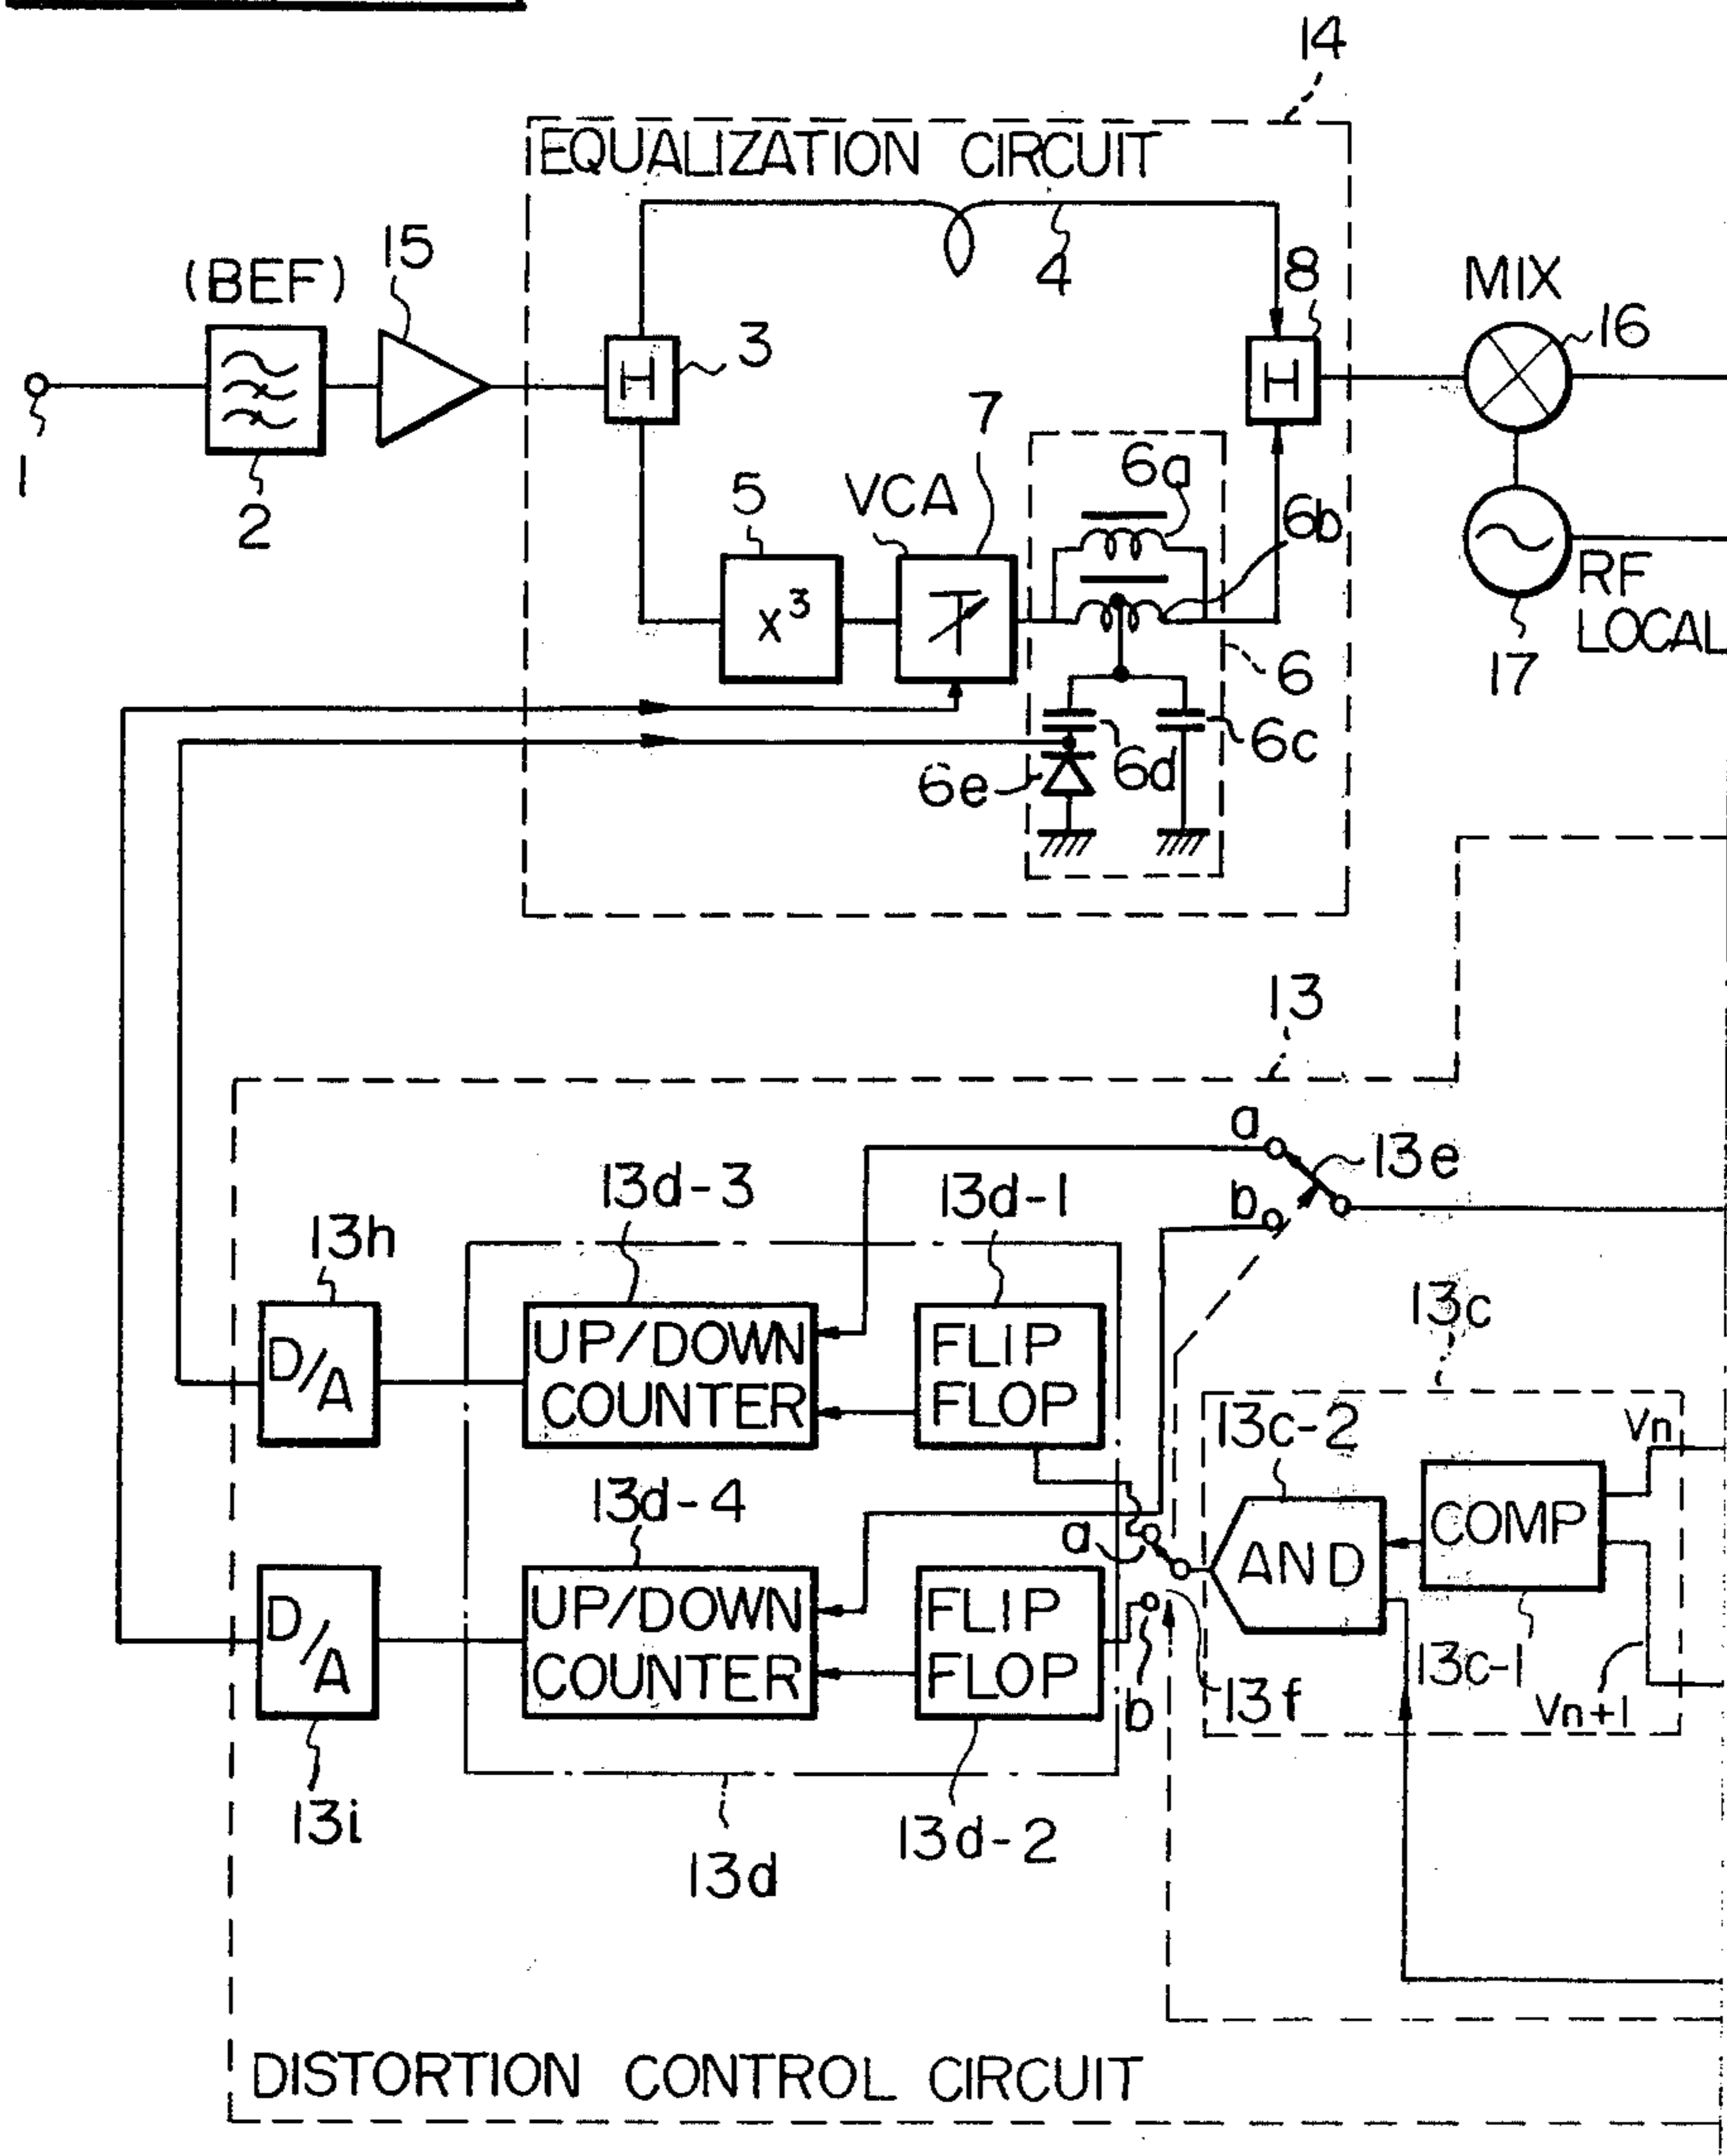 14
EQUALIZATION CIRCUIT
15
(BEF)
4
8
MIX
16
3
H
H
1
2
7
6a
5
VCA
6b
x³
RF
LOCAL
17
6
6c
6d
6e
13
a
13e
b
13d-3
13d-1
13h
13c
D/A
UP/DOWN
COUNTER
FLIP
FLOP
13c-2
Vn
13d-4
COMP
a
AND
D/A
UP/DOWN
COUNTER
FLIP
FLOP
13c-1
b
13f
Vn+1
13i
13d-2
13d
DISTORTION CONTROL CIRCUIT